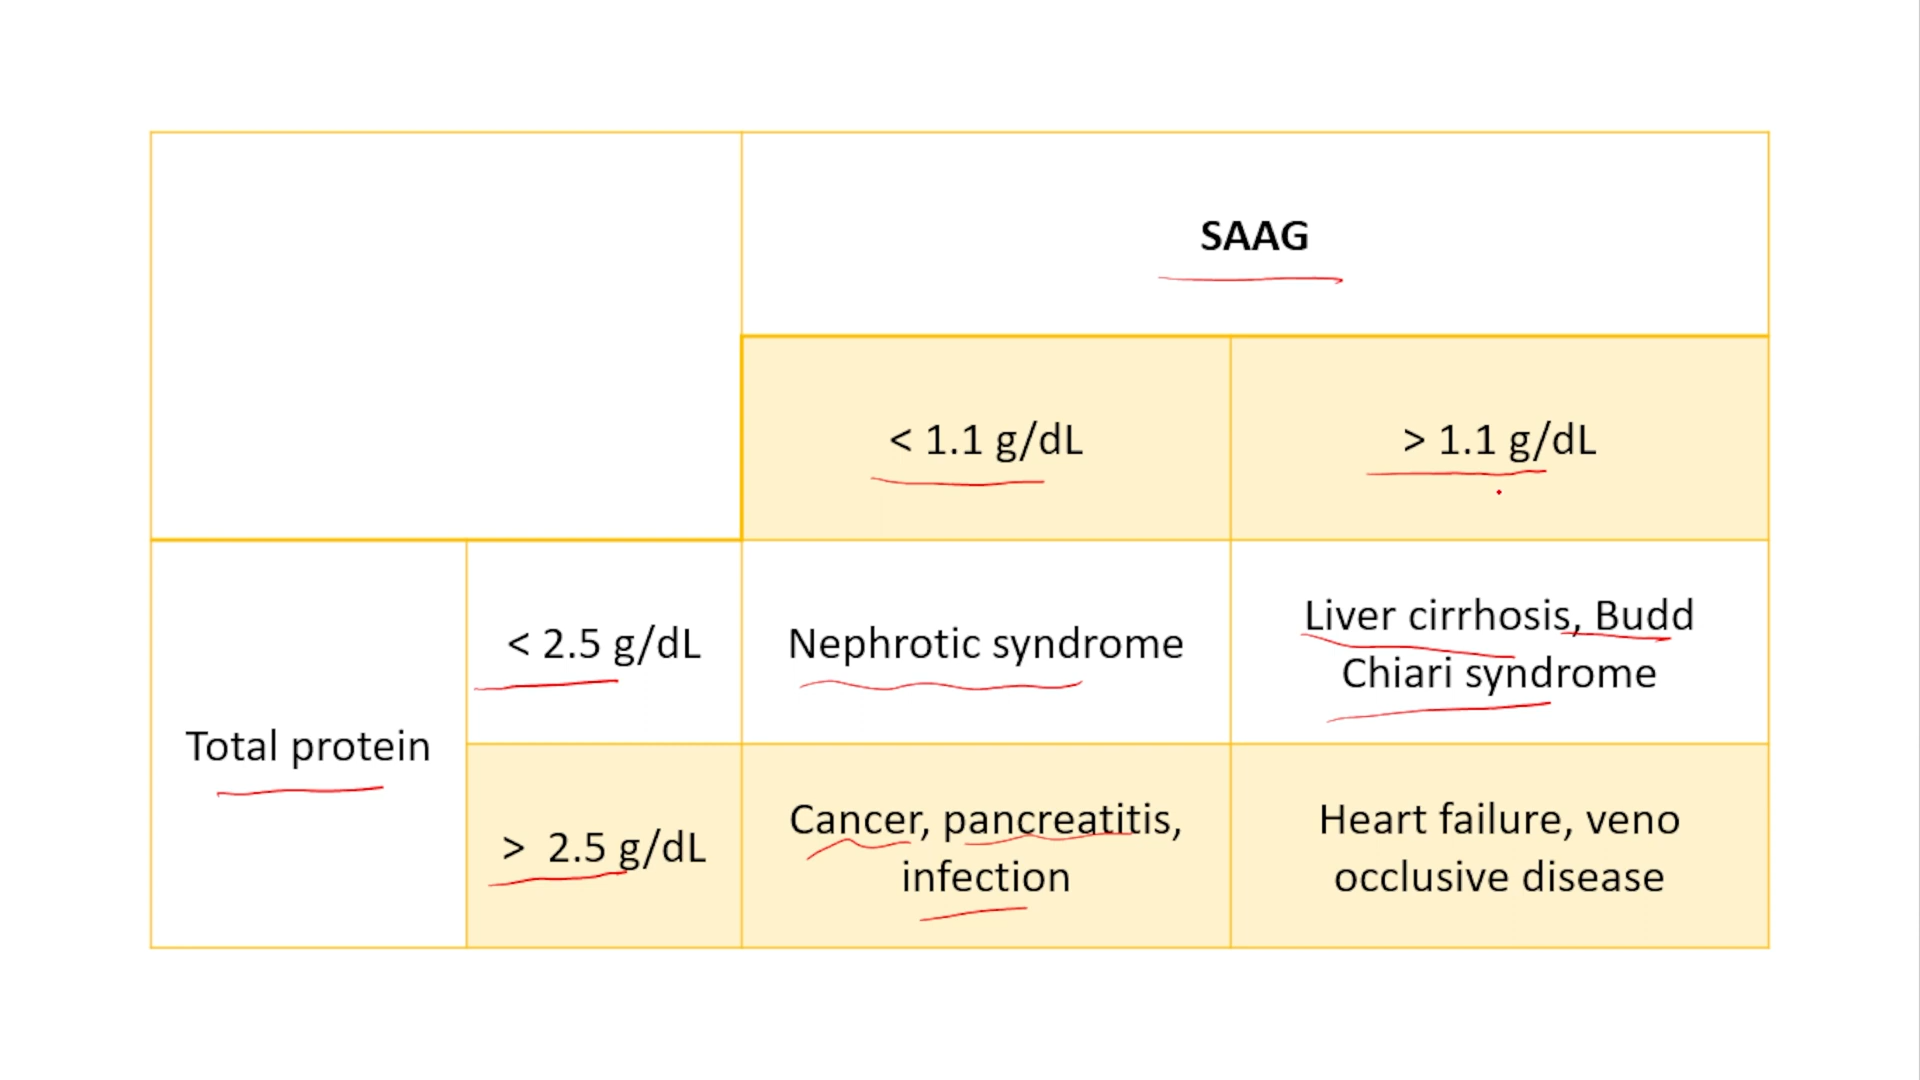 SAAG
< 1.1 g/dL
> 1.1 g/dL
Total protein
< 2.5 g/dL
Nephrotic syndrome
Liver cirrhosis, Budd
Chiari syndrome
> 2.5 g/dL
Cancer, pancreatitis,
infection
Heart failure, veno
occlusive disease